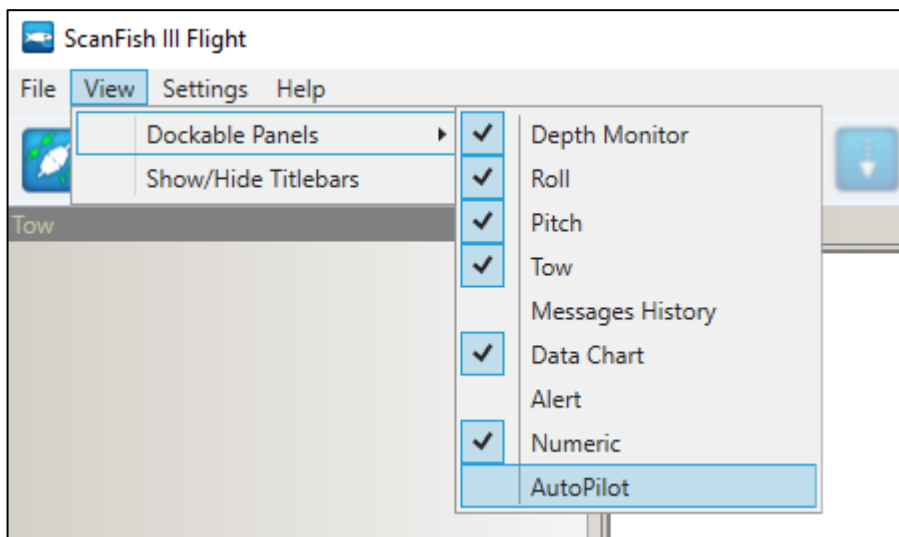 ScanFish III Flight
File View Settings Help
Dockable Panels
Show/Hide Titlebars
Tow
Depth Monitor
Roll
Pitch
Tow
Messages History
Data Chart
Alert
Numeric
AutoPilot